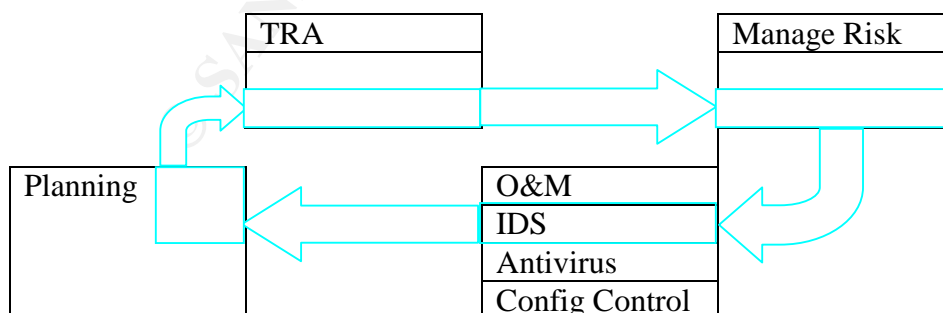 TRA
Manage Risk
Planning
O&M
IDS
Antivirus
Config Control